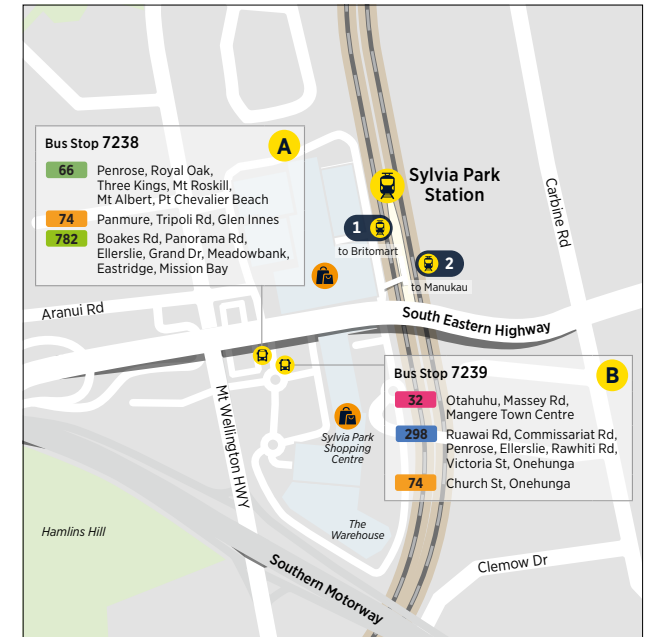 Bus Stop 7238
A
66
Penrose, Royal Oak,
Three Kings, Mt Roskill,
Mt Albert, Pt Chevalier Beach
74
Panmure, Tripoli Rd, Glen Innes
782
Boakes Rd, Panorama Rd,
Ellerslie, Grand Dr, Meadowbank,
Eastridge, Mission Bay
Sylvia Park
Station
1
to Britomart
2
to Manukau
Carbine Rd
Aranui Rd
South Eastern Highway
Bus Stop 7239
B
32
Otahuhu, Massey Rd,
Mangere Town Centre
298
Ruawai Rd, Commissariat Rd,
Penrose, Ellerslie, Rawhiti Rd,
Victoria St, Onehunga
74
Church St, Onehunga
Mt Wellington HWY
Sylvia Park
Shopping
Centre
The
Warehouse
Hamlins Hill
Southern Motorway
Clemow Dr